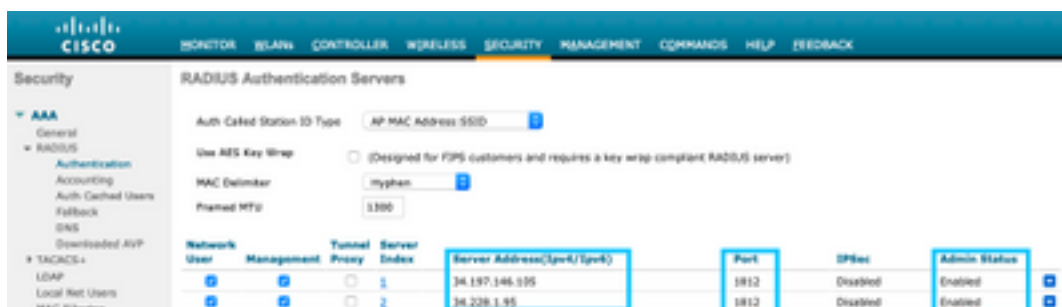 CISCO
MONITOR WLANs CONTROLLER WIRELESS SECURITY MANAGEMENT COMMANDS HELP FEEDBACK
Security
AAA
General
RADIUS
Authentication
Accounting
Auth Cached Users
Fallback
DNS
Downloaded AVP
TACACS+
LDAP
Local Net Users
RADIUS Authentication Servers
Auth Called Station ID Type AP MAC Address:SSID
Use AES Key Wrap (Designed for FIPS customers and requires a key wrap compliant RADIUS server)
MAC Delimiter Hyphen
Framed MTU 1300
Network User Management Tunnel Proxy Server Index Server Address(Ipv4/Ipv6) Port IPSec Admin Status
1 34.197.146.105 1812 Disabled Enabled
2 34.228.1.95 1812 Disabled Enabled